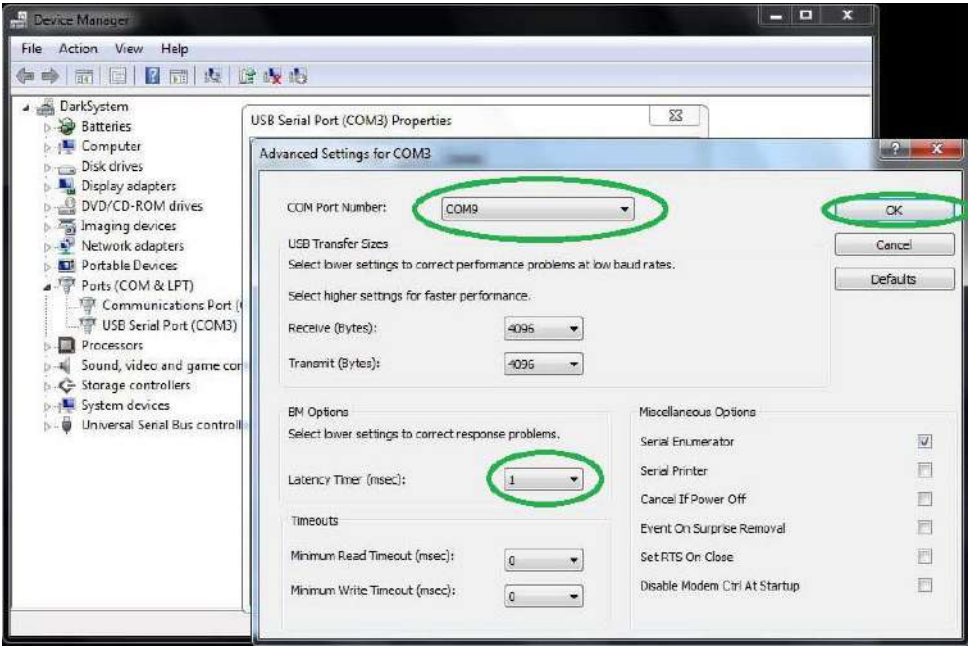 Device Manager
File Action View Help
DarkSystem
Batteries
Computer
Disk drives
Display adapters
DVD/CD-ROM drives
Imaging devices
Network adapters
Portable Devices
Ports (COM & LPT)
Communications Port (
USB Serial Port (COM3)
Processors
Sound, video and game cor
Storage controllers
System devices
Universal Serial Bus controll
USB Serial Port (COM3) Properties
Advanced Settings for COM3
COM Port Number: COM9
OK
Cancel
Defaults
USB Transfer Sizes
Select lower settings to correct performance problems at low baud rates.
Select higher settings for faster performance.
Receive (Bytes): 4096
Transmit (Bytes): 4096
BM Options
Select lower settings to correct response problems.
Latency Timer (msec): 1
Timeouts
Minimum Read Timeout (msec): 0
Minimum Write Timeout (msec): 0
Miscellaneous Options
Serial Enumerator
Serial Printer
Cancel If Power Off
Event On Surprise Removal
Set RTS On Close
Disable Modem Ctrl At Startup